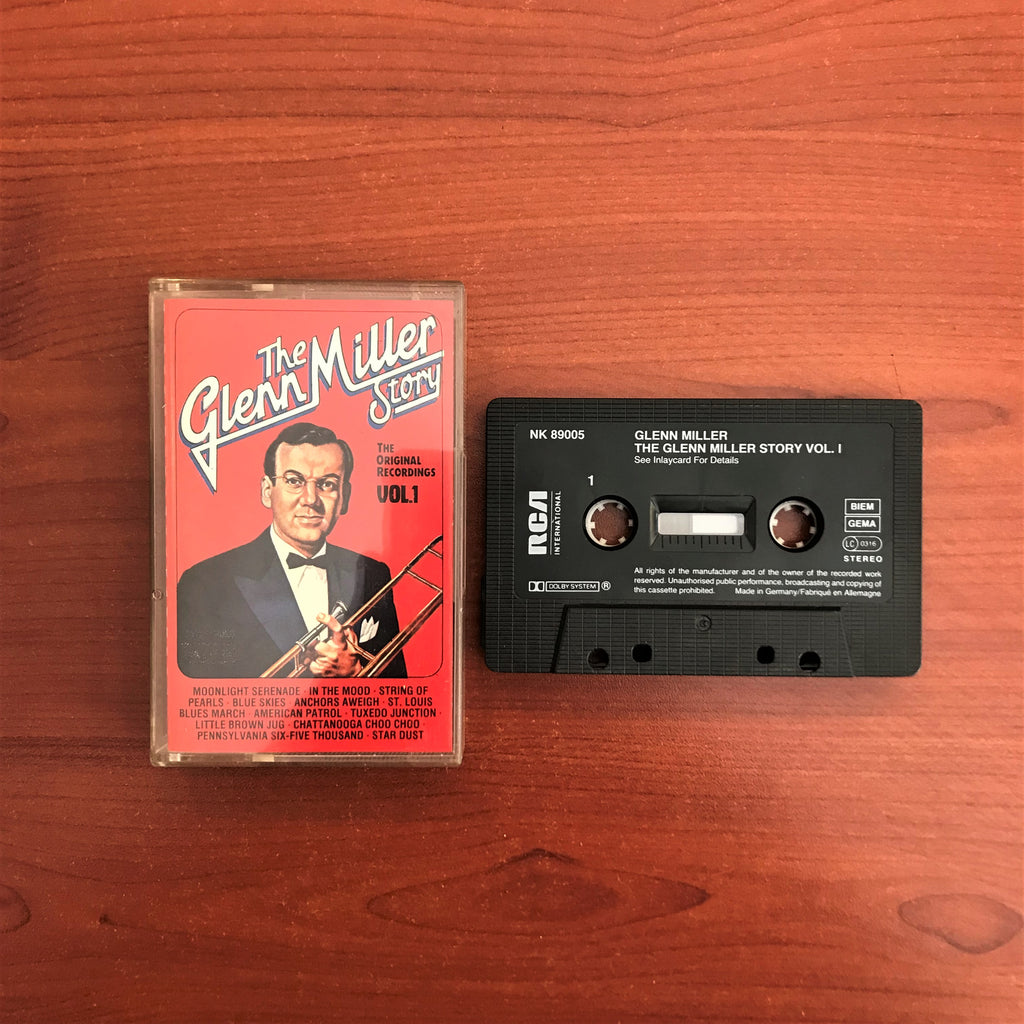 The
Glenn Miller
Story
THE
ORIGINAL
RECORDINGS
VOL.1
MOONLIGHT SERENADE · IN THE MOOD · STRING OF
PEARLS · BLUE SKIES · ANCHORS AWEIGH · ST. LOUIS
BLUES MARCH · AMERICAN PATROL · TUXEDO JUNCTION ·
LITTLE BROWN JUG · CHATTANOOGA CHOO CHOO ·
PENNSYLVANIA SIX-FIVE THOUSAND · STAR DUST
NK 89005
GLENN MILLER
THE GLENN MILLER STORY VOL. I
See Inlaycard For Details
1
RCA
INTERNATIONAL
BIEM
GEMA
LC 0316
STEREO
DOLBY SYSTEM ®
All rights of the manufacturer and of the owner of the recorded work
reserved. Unauthorised public performance, broadcasting and copying of
this cassette prohibited. Made in Germany/Fabriqué en Allemagne